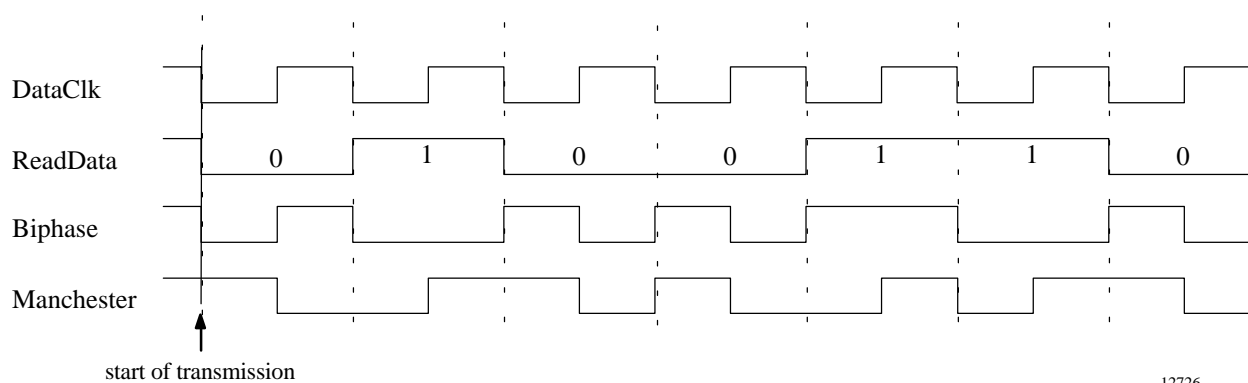 DataClk
ReadData 0 1 0 0 1 1 0
Biphase
Manchester
start of transmission
12726